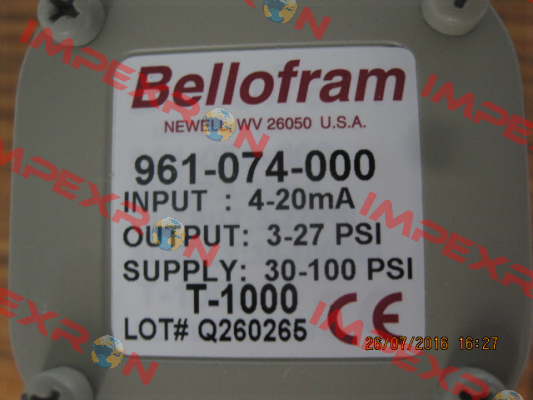 IMPEXRON
IMPEXRON
IMPEXRON
Bellofram
NEWELL, WV 26050 U.S.A.
961-074-000
INPUT : 4-20mA
OUTPUT: 3-27 PSI
SUPPLY: 30-100 PSI
T-1000
LOT# Q260265
CE
26/07/2016 16:27